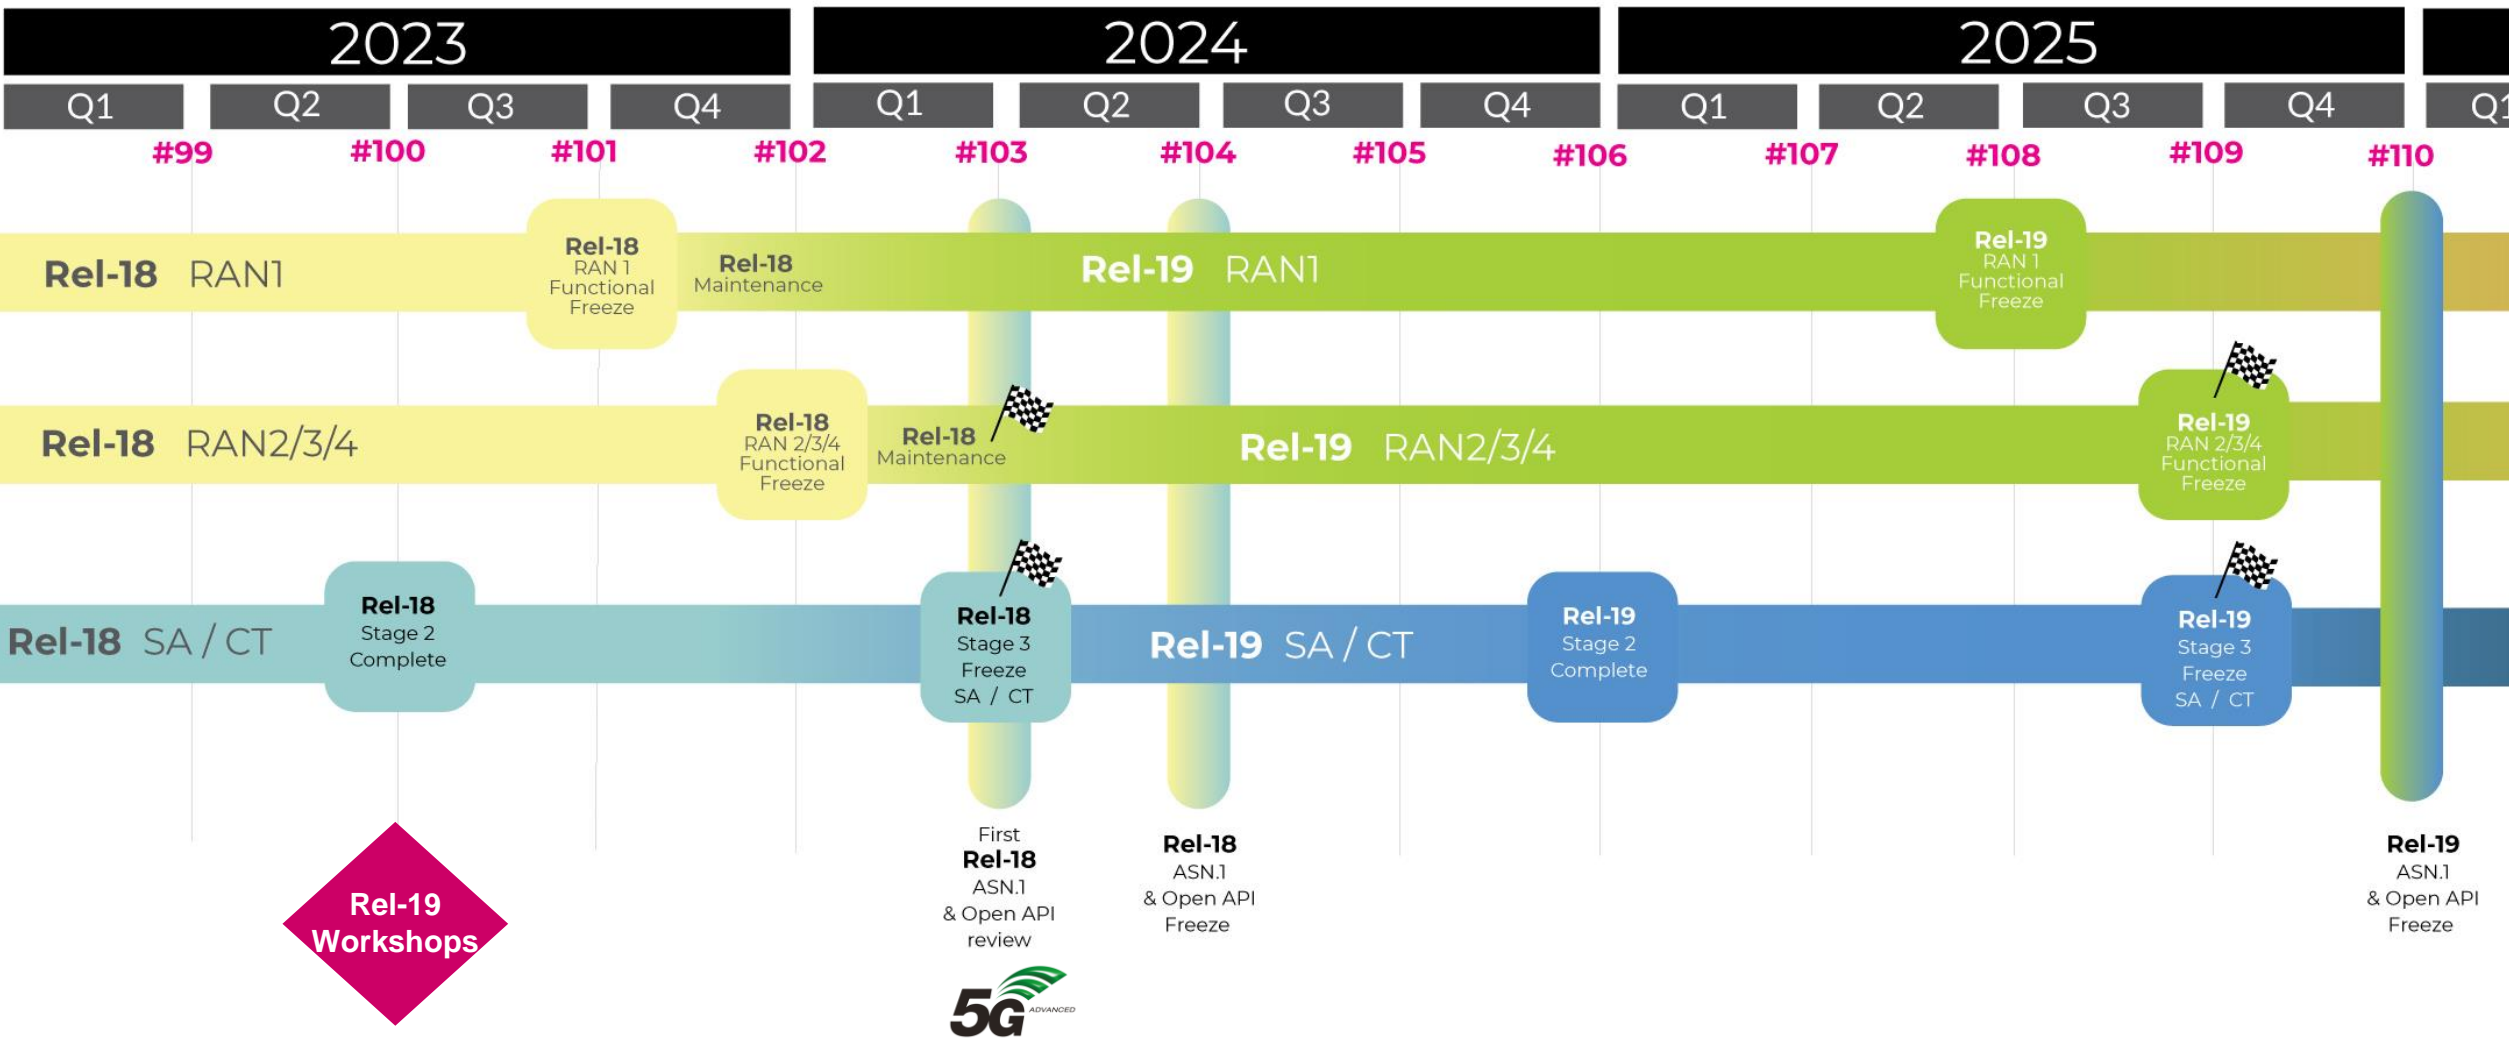 2023 2024 2025
Q1 Q2 Q3 Q4 Q1 Q2 Q3 Q4 Q1 Q2 Q3 Q4 Q1
#99 #100 #101 #102 #103 #104 #105 #106 #107 #108 #109 #110
Rel-18 RAN1
Rel-18
RAN 1
Functional
Freeze
Rel-18
Maintenance
Rel-19 RAN1
Rel-19
RAN 1
Functional
Freeze
Rel-18 RAN2/3/4
Rel-18
RAN 2/3/4
Functional
Freeze
Rel-18
Maintenance
Rel-19 RAN2/3/4
Rel-19
RAN 2/3/4
Functional
Freeze
Rel-18 SA / CT
Rel-18
Stage 2
Complete
Rel-18
Stage 3
Freeze
SA / CT
Rel-19 SA / CT
Rel-19
Stage 2
Complete
Rel-19
Stage 3
Freeze
SA / CT
Rel-19
Workshops
First
Rel-18
ASN.1
& Open API
review
Rel-18
ASN.1
& Open API
Freeze
Rel-19
ASN.1
& Open API
Freeze
5G
ADVANCED